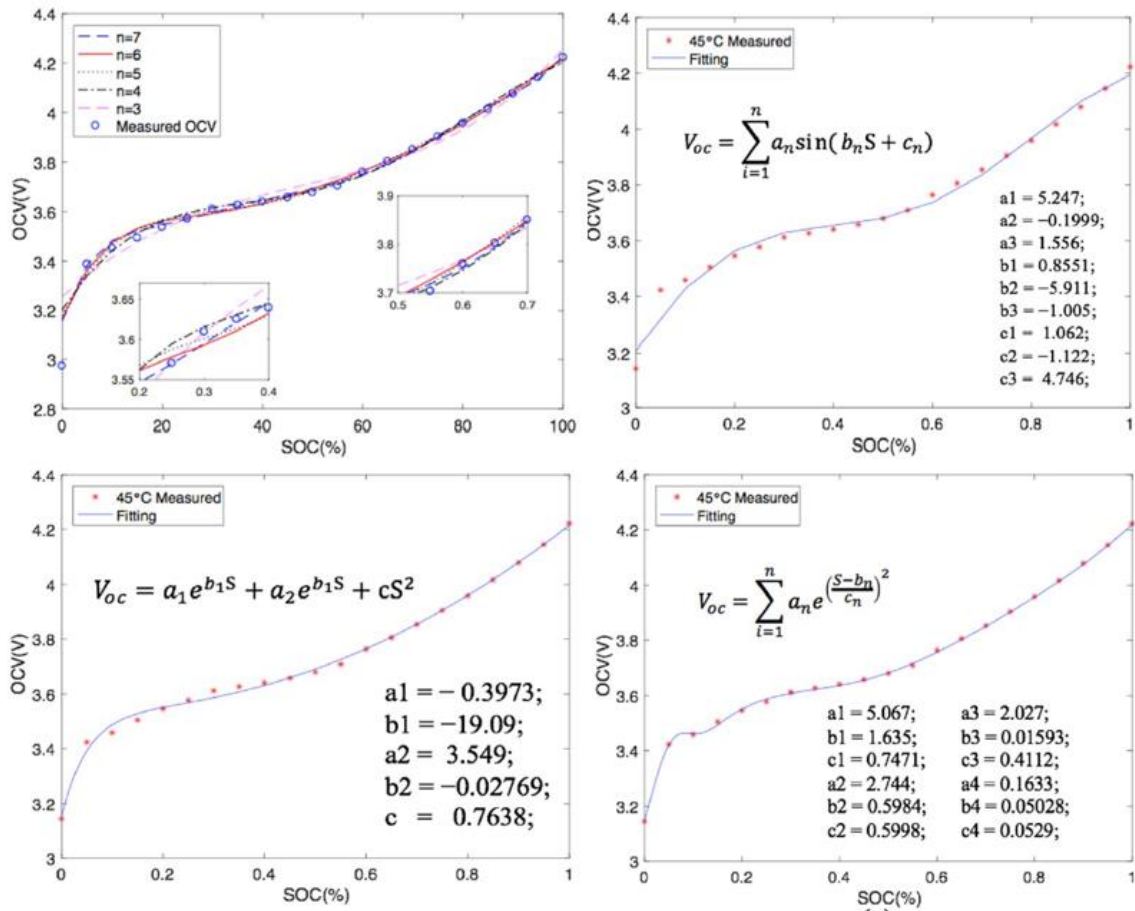 4.4
4.2
4
3.8
3.6
3.4
3.2
3
2.8
OCV(V)
n=7
n=6
n=5
n=4
n=3
Measured OCV
3.9
3.8
3.7
0.5 0.6 0.7
3.65
3.6
3.55
0.2 0.3 0.4
0 20 40 60 80 100
SOC(%)
4.4
4.2
4
3.8
3.6
3.4
3.2
3
OCV(V)
45°C Measured
Fitting
V_{oc} = \sum_{i=1}^{n} a_n sin( b_n S + c_n)
a1 = 5.247;
a2 = −0.1999;
a3 = 1.556;
b1 = 0.8551;
b2 = −5.911;
b3 = −1.005;
c1 = 1.062;
c2 = −1.122;
c3 = 4.746;
0 0.2 0.4 0.6 0.8 1
SOC(%)
4.4
4.2
4
3.8
3.6
3.4
3.2
3
OCV(V)
45°C Measured
Fitting
V_{oc} = a_1 e^{b_1 S} + a_2 e^{b_1 S} + cS^2
a1 = − 0.3973;
b1 = −19.09;
a2 = 3.549;
b2 = −0.02769;
c = 0.7638;
0 0.2 0.4 0.6 0.8 1
SOC(%)
4.4
4.2
4
3.8
3.6
3.4
3.2
3
OCV(V)
45°C Measured
Fitting
V_{oc} = \sum_{i=1}^{n} a_n e^{(\frac{S-b_n}{c_n})^2}
a1 = 5.067; a3 = 2.027;
b1 = 1.635; b3 = 0.01593;
c1 = 0.7471; c3 = 0.4112;
a2 = 2.744; a4 = 0.1633;
b2 = 0.5984; b4 = 0.05028;
c2 = 0.5998; c4 = 0.0529;
0 0.2 0.4 0.6 0.8 1
SOC(%)